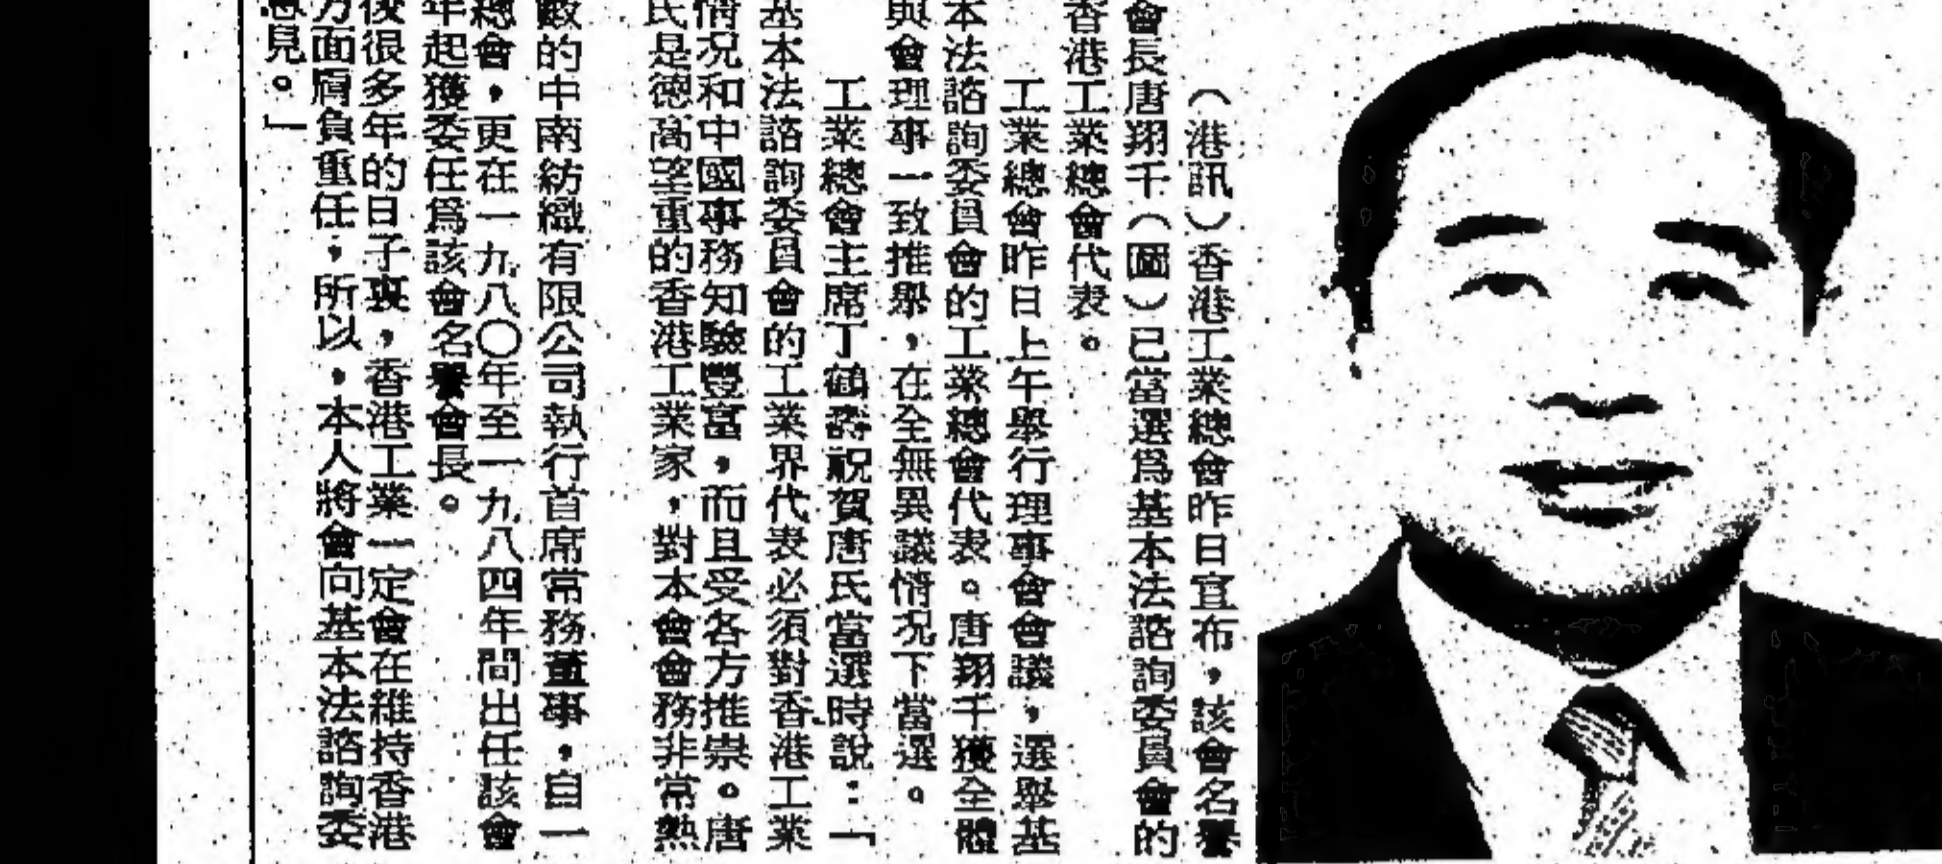 （港訊）香港工業總會昨日宣布，該會名譽
會長唐翔千（圖）已當選爲基本法諮詢委員會的
香港工業總會代表。
工業總會昨日上午舉行理事會會議，選舉基
本法諮詢委員會的工業總會代表。唐翔千獲全體
與會理事一致推舉，在全無異議情况下當選。
工業總會主席丁鶴壽祝賀唐氏當選時説：「
基本法諮詢委員會的工業界代表必須對香港工業
情况和中國事務知驗豐富，而且受各方推崇。唐
氏是德高望重的香港工業家，對本會會務非常熱
數的中南紡織有限公司執行首席常務董事，自一
總會，更在一九八〇年至一九八四年間出任該會
年起獲委任爲該會名譽會長。
後很多年的日子裏，香港工業一定會在維持香港
方面肩負重任，所以，本人將會向基本法諮詢委
意見。」